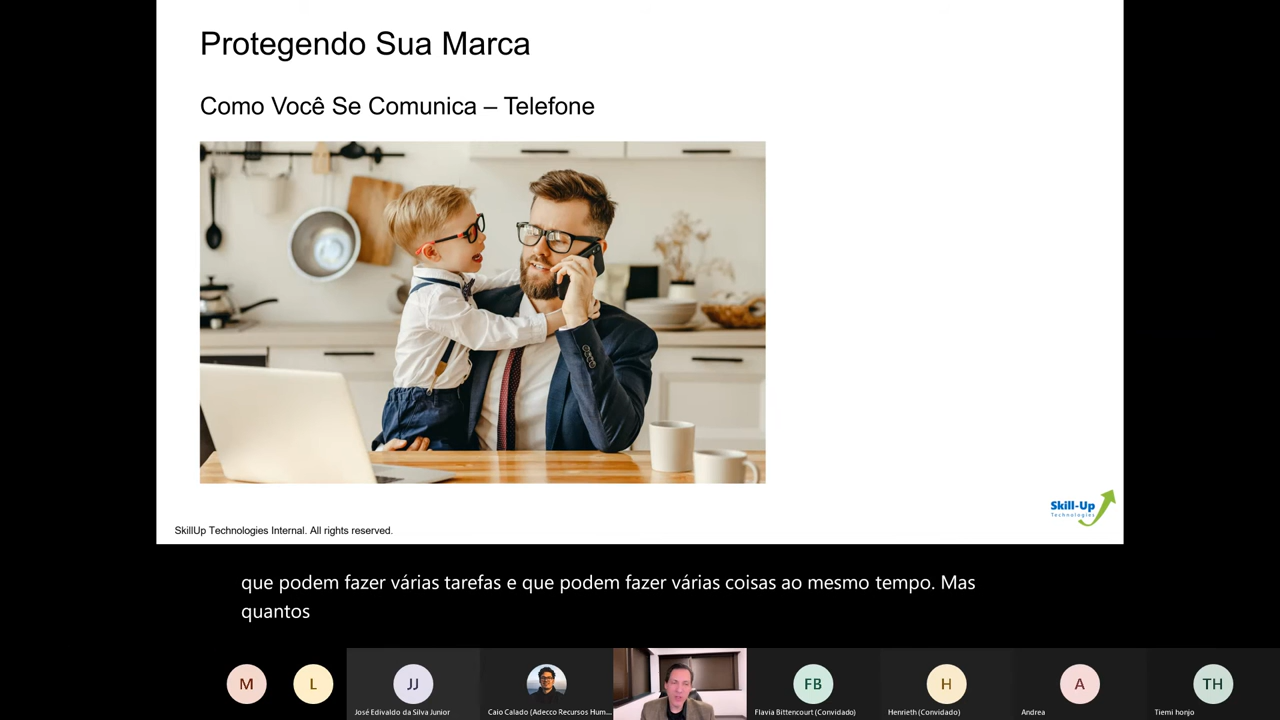 Protegendo Sua Marca
Como Você Se Comunica – Telefone
Skill-Up
Technologies
SkillUp Technologies Internal. All rights reserved.
que podem fazer várias tarefas e que podem fazer várias coisas ao mesmo tempo. Mas
quantos
M
L
JJ
FB
H
A
TH
José Edivaldo da Silva Junior
Caio Calado (Adecco Recursos Hum...
Flavia Bittencourt (Convidado)
Henrieth (Convidado)
Andrea
Tiemi honjo